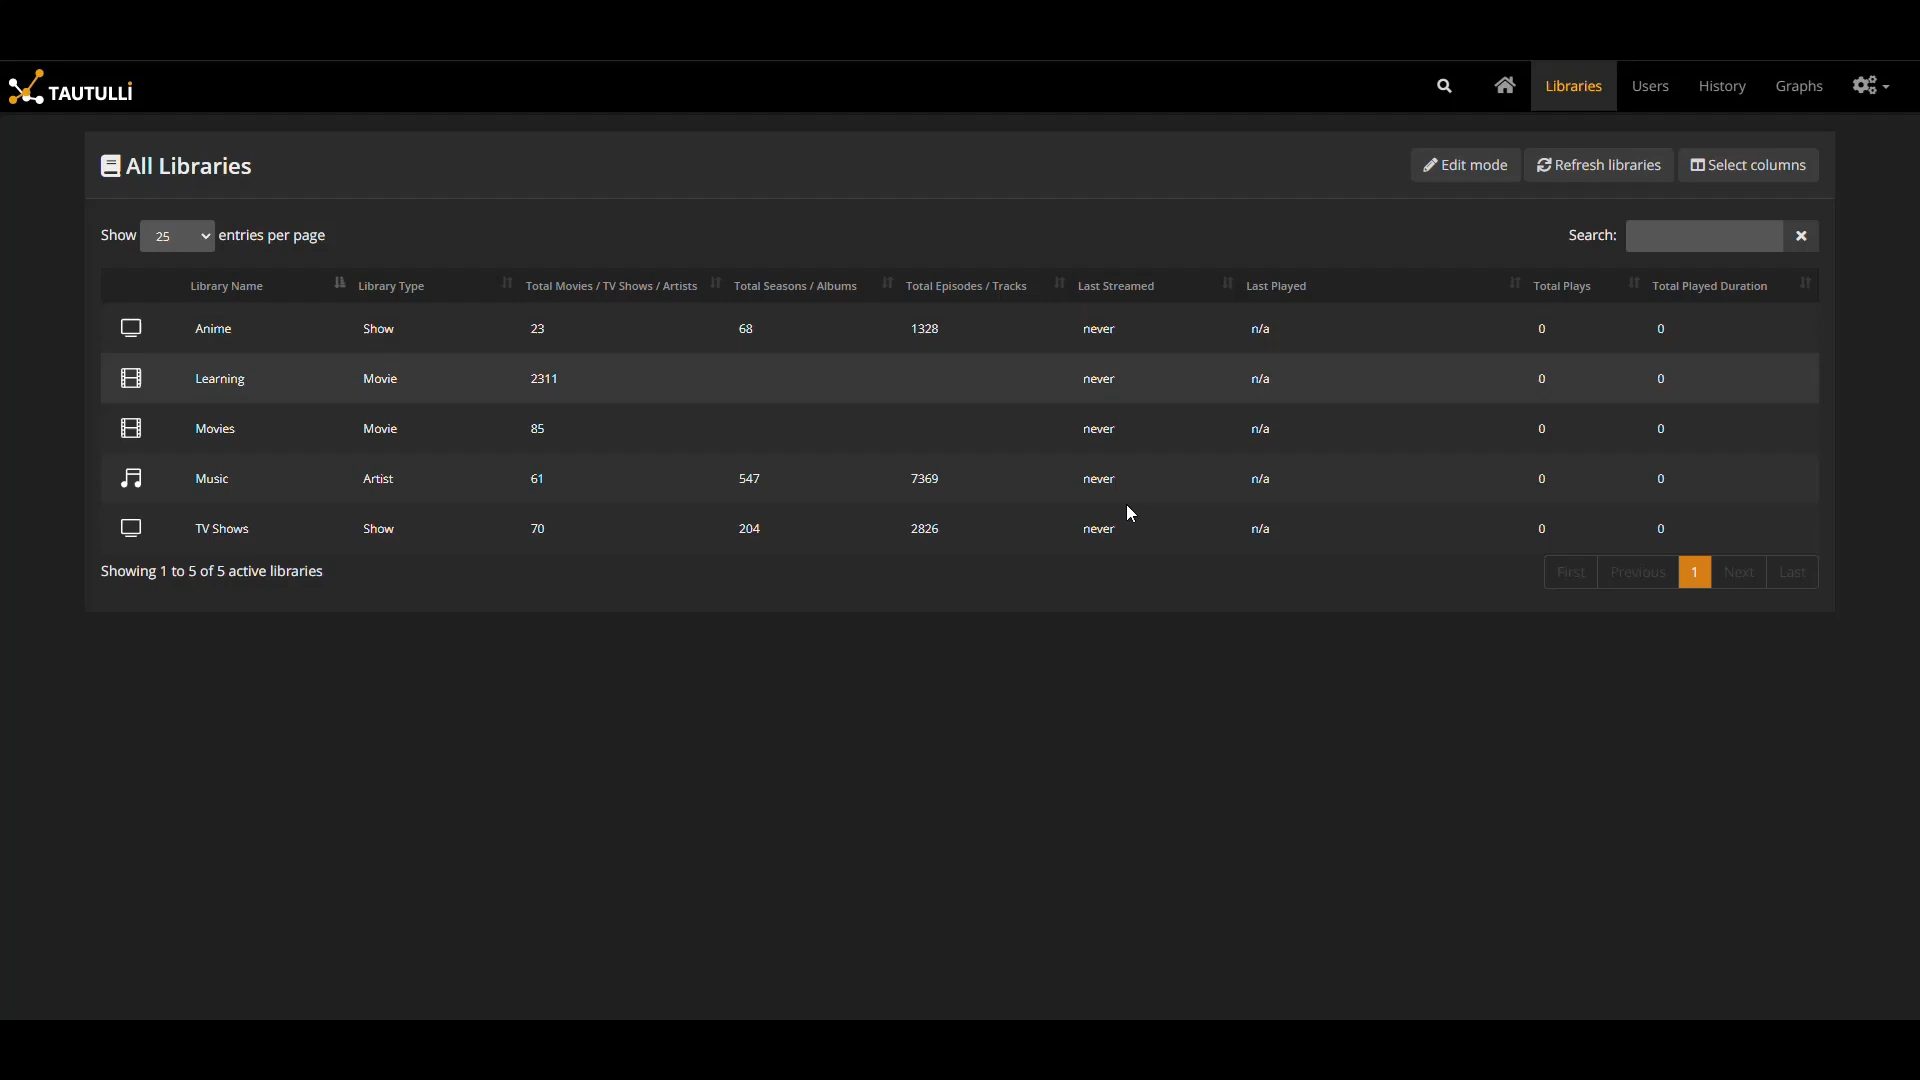 TAUTULLI Libraries Users History Graphs
All Libraries Edit mode Refresh libraries Select columns
Show 25 entries per page Search:
Library Name Library Type Total Movies / TV Shows / Artists Total Seasons / Albums Total Episodes / Tracks Last Streamed Last Played Total Plays Total Played Duration
Anime Show 23 68 1328 never n/a 0 0
Learning Movie 2311 never n/a 0 0
Movies Movie 85 never n/a 0 0
Music Artist 61 547 7369 never n/a 0 0
TV Shows Show 70 204 2826 never n/a 0 0
Showing 1 to 5 of 5 active libraries First Previous 1 Next Last